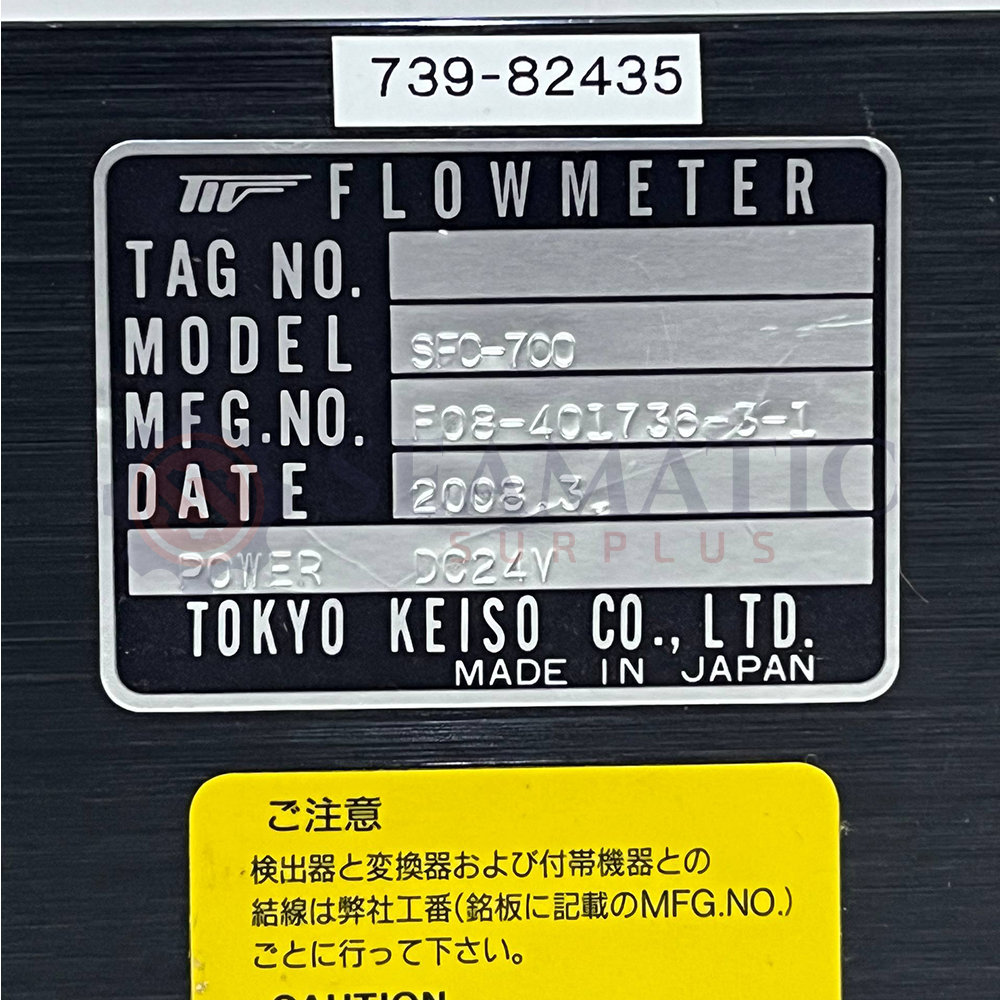 739-82435
FLOWMETER
TAG NO.
MODEL SFC-700
MFG.NO. F08-401736-3-1
DATE 2008.3.
SEAMATIC
SURPLUS
POWER DC24V
TOKYO KEISO CO., LTD.
MADE IN JAPAN
ご注意
検出器と変換器および付帯機器との
結線は弊社工番(銘板に記載のMFG.NO.)
ごとに行って下さい。
CAUTION